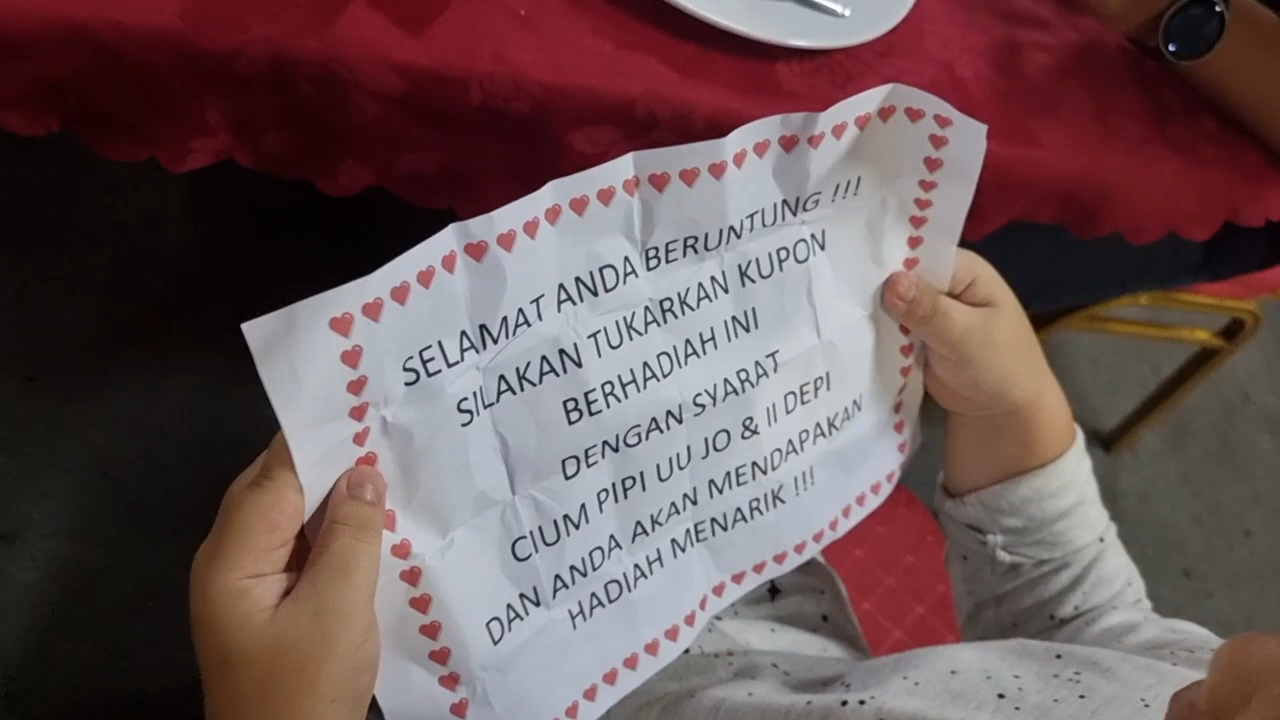 SELAMAT ANDA BERUNTUNG !!!
SILAKAN TUKARKAN KUPON
BERHADIAH INI
DENGAN SYARAT
CIUM PIPI UU JO & II DEPI
DAN ANDA AKAN MENDAPAKAN
HADIAH MENARIK !!!